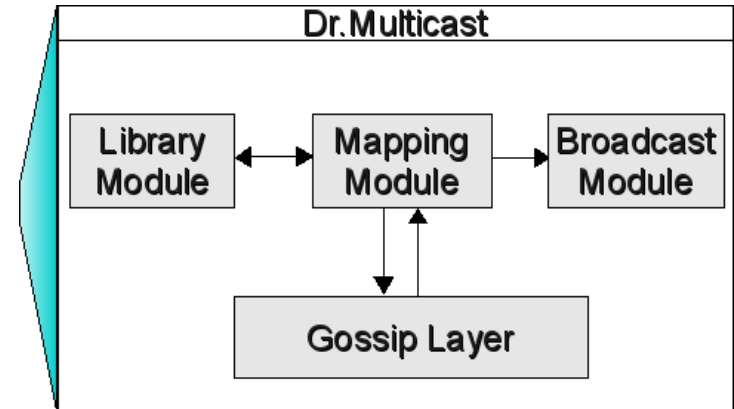 Dr.Multicast
Library
Module
Mapping
Module
Broadcast
Module
Gossip Layer